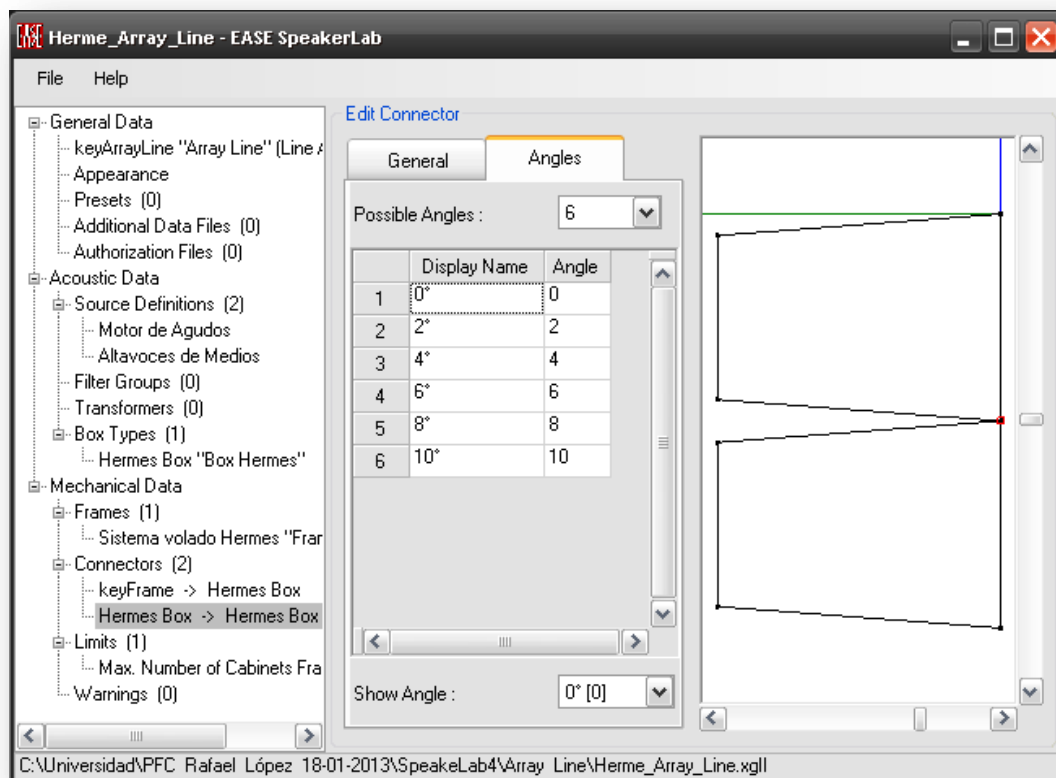 EASE
Herme_Array_Line - EASE SpeakerLab
File Help
General Data
keyArrayLine "Array Line" (Line A
Appearance
Presets (0)
Additional Data Files (0)
Authorization Files (0)
Acoustic Data
Source Definitions (2)
Motor de Agudos
Altavoces de Medios
Filter Groups (0)
Transformers (0)
Box Types (1)
Hermes Box "Box Hermes"
Mechanical Data
Frames (1)
Sistema volado Hermes "Fran
Connectors (2)
keyFrame -> Hermes Box
Hermes Box -> Hermes Box
Limits (1)
Max. Number of Cabinets Fra
Warnings (0)
Edit Connector
General Angles
Possible Angles : 6
Display Name Angle
1 0° 0
2 2° 2
3 4° 4
4 6° 6
5 8° 8
6 10° 10
Show Angle : 0° [0]
C:\Universidad\PFC Rafael López 18-01-2013\SpeakeLab4\Array Line\Herme_Array_Line.xgll